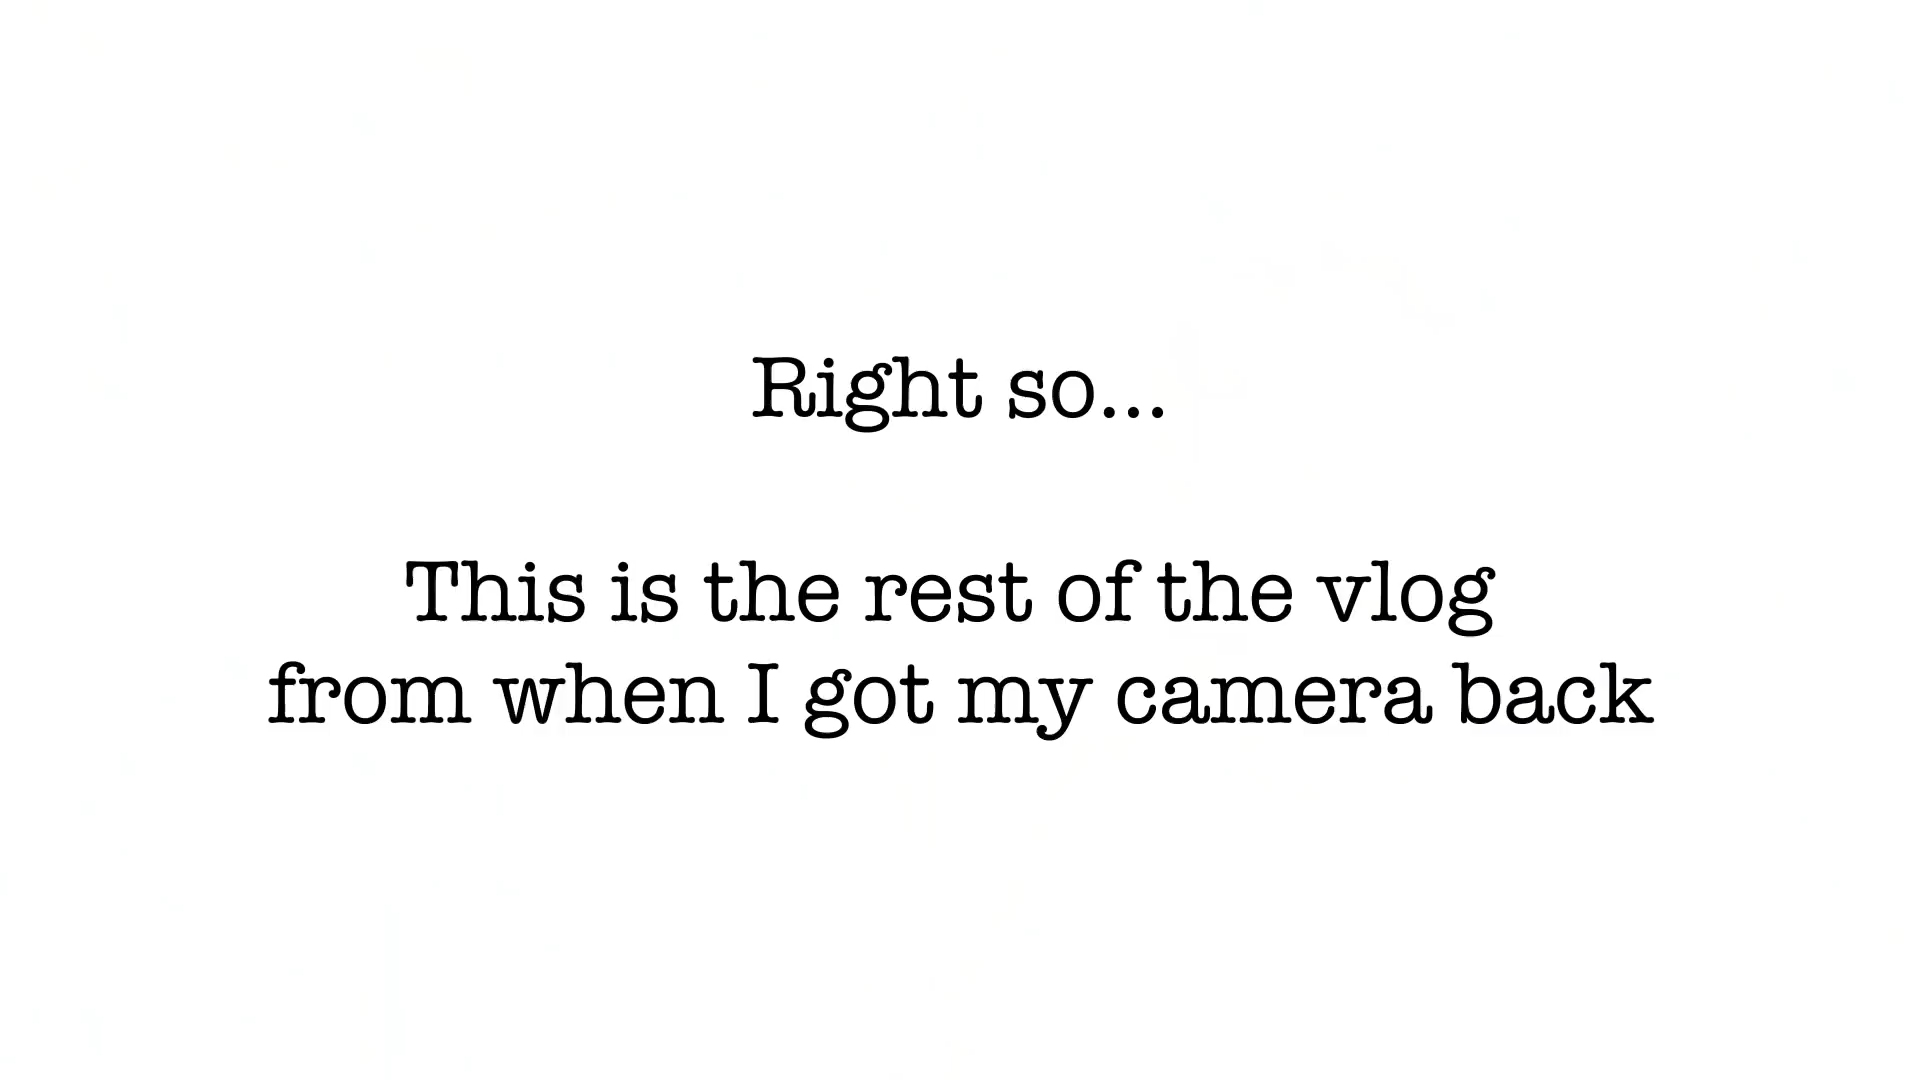 Right so...
This is the rest of the vlog
from when I got my camera back